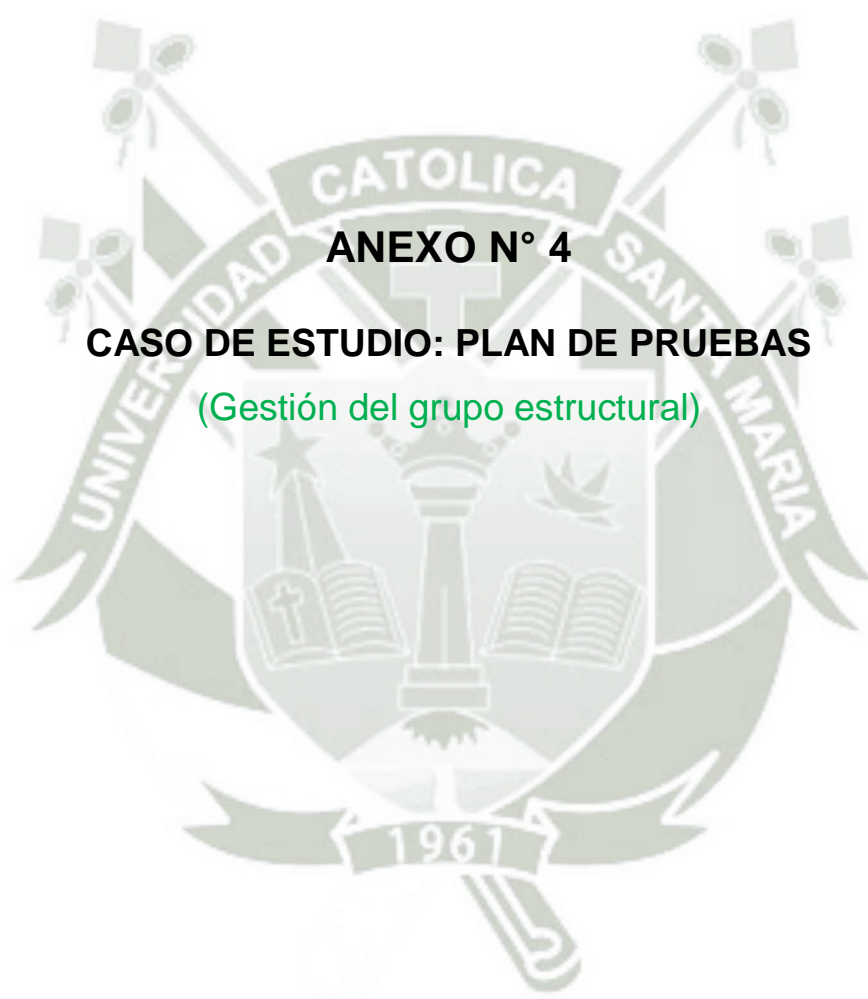 ANEXO N° 4
CASO DE ESTUDIO: PLAN DE PRUEBAS
(Gestión del grupo estructural)
UNIVERSIDAD CATOLICA SANTA MARIA
1961